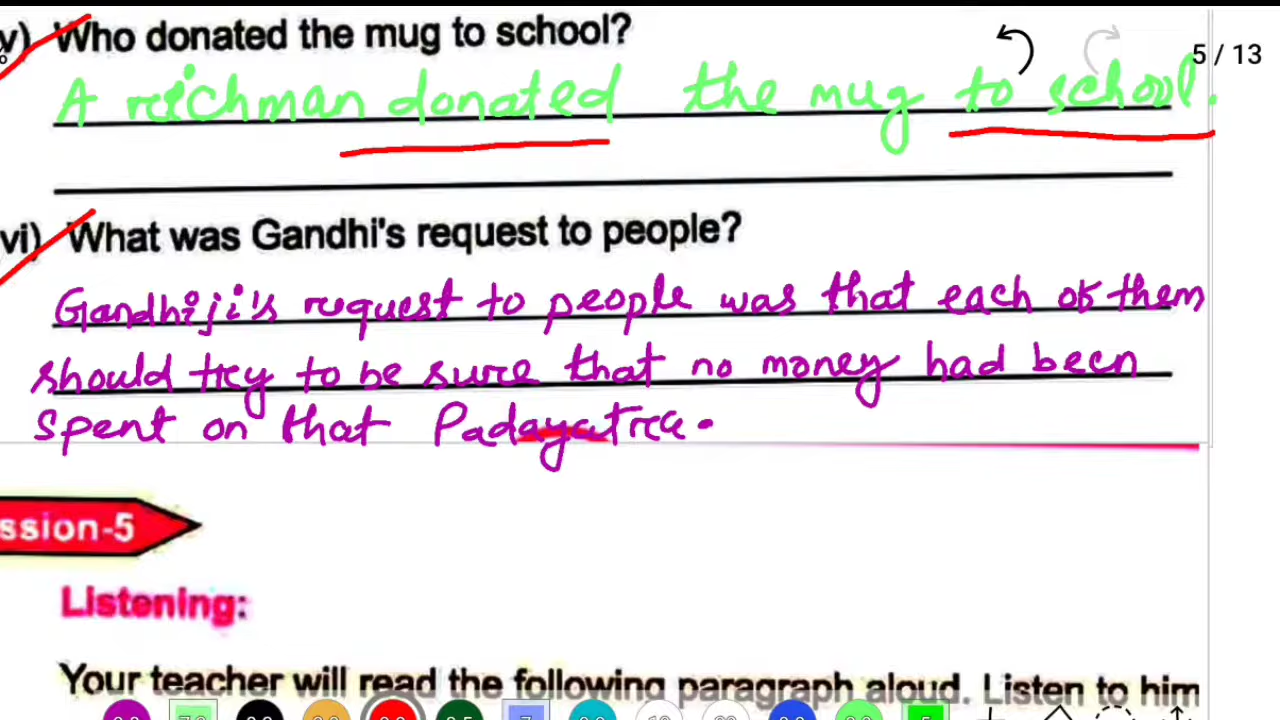 v) Who donated the mug to school?
5 / 13
A richman donated the mug to school.
vi) What was Gandhi's request to people?
Gandhiji's request to people was that each of them
should try to be sure that no money had been
spent on that Padayatra.
ssion-5
Listening:
Your teacher will read the following paragraph aloud. Listen to him